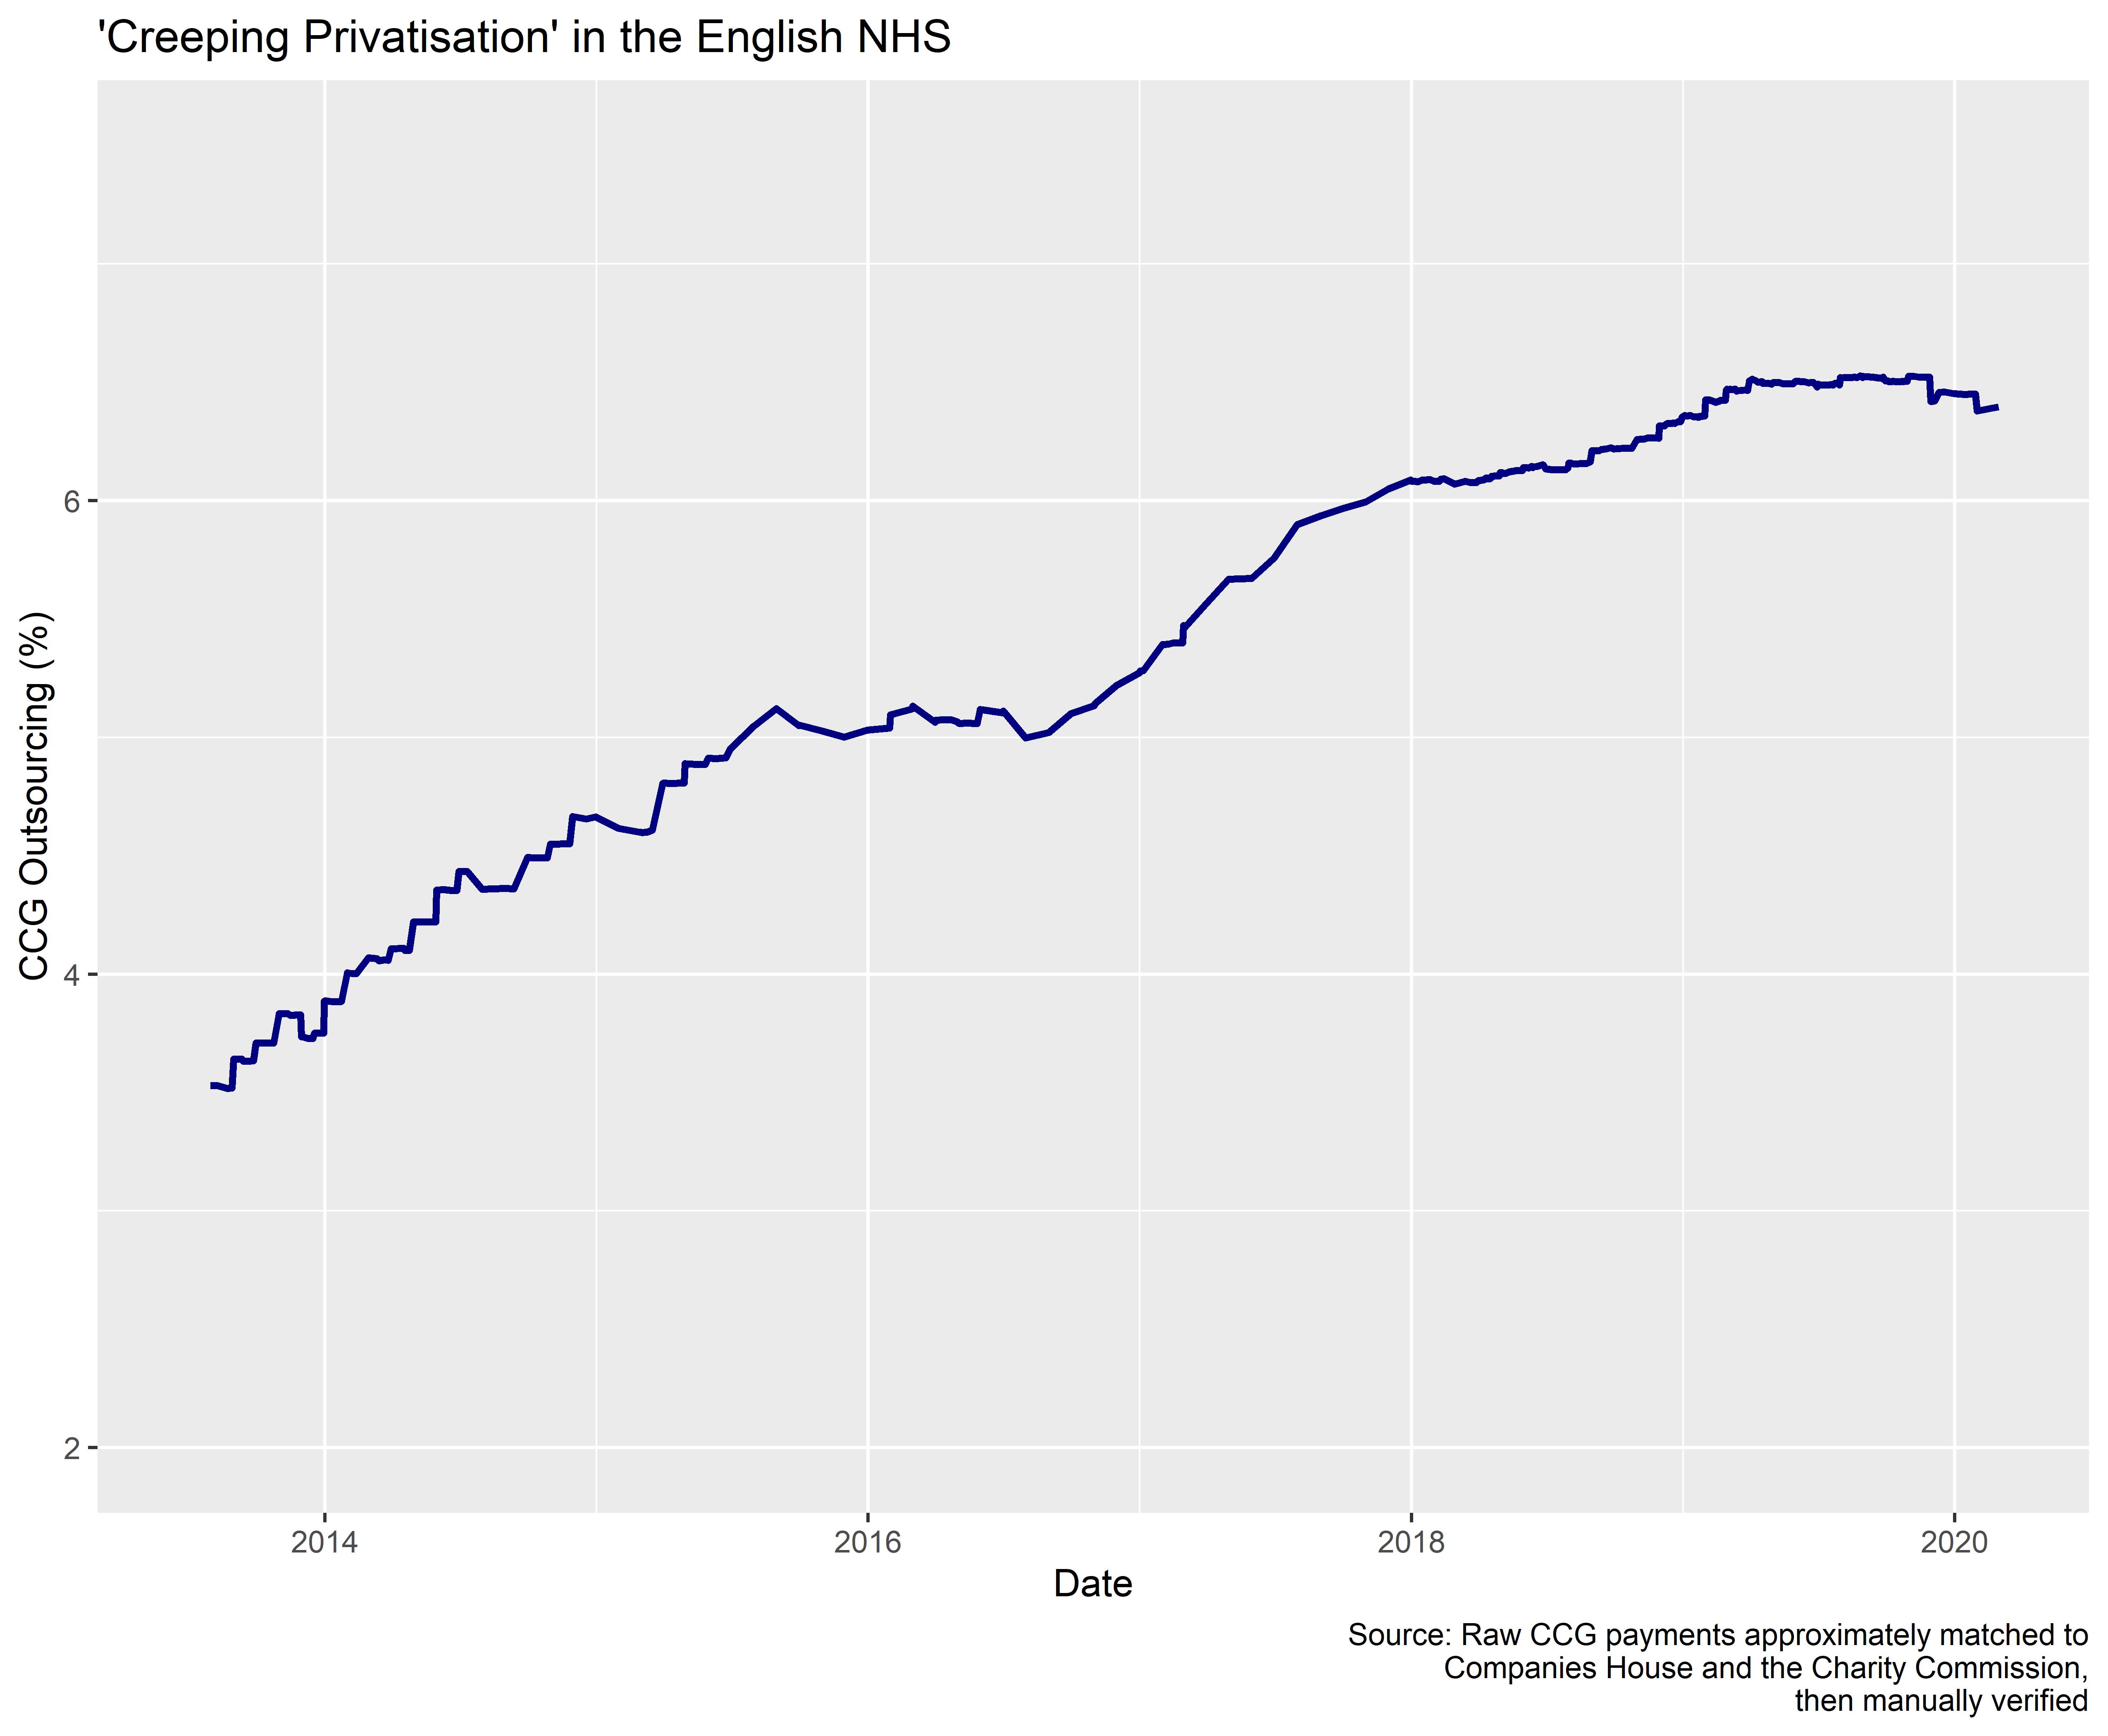 'Creeping Privatisation' in the English NHS
CCG Outsourcing (%)
6
4
2
2014
2016
2018
2020
Date
Source: Raw CCG payments approximately matched to
Companies House and the Charity Commission,
then manually verified